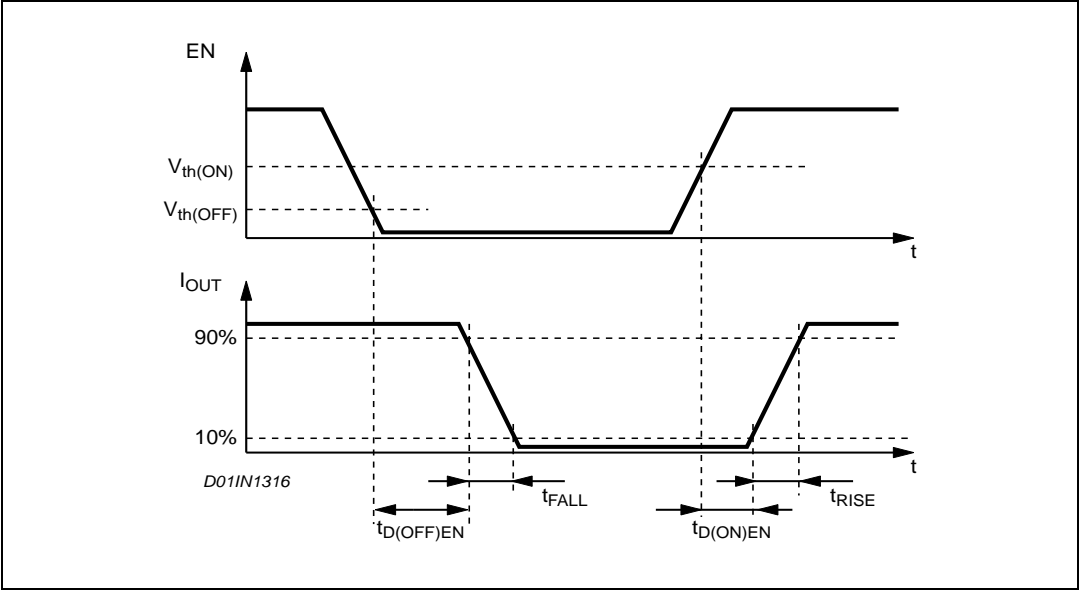 EN
Vth(ON)
Vth(OFF)
t
IOUT
90%
10%
t
D01IN1316
tFALL
tRISE
tD(OFF)EN
tD(ON)EN